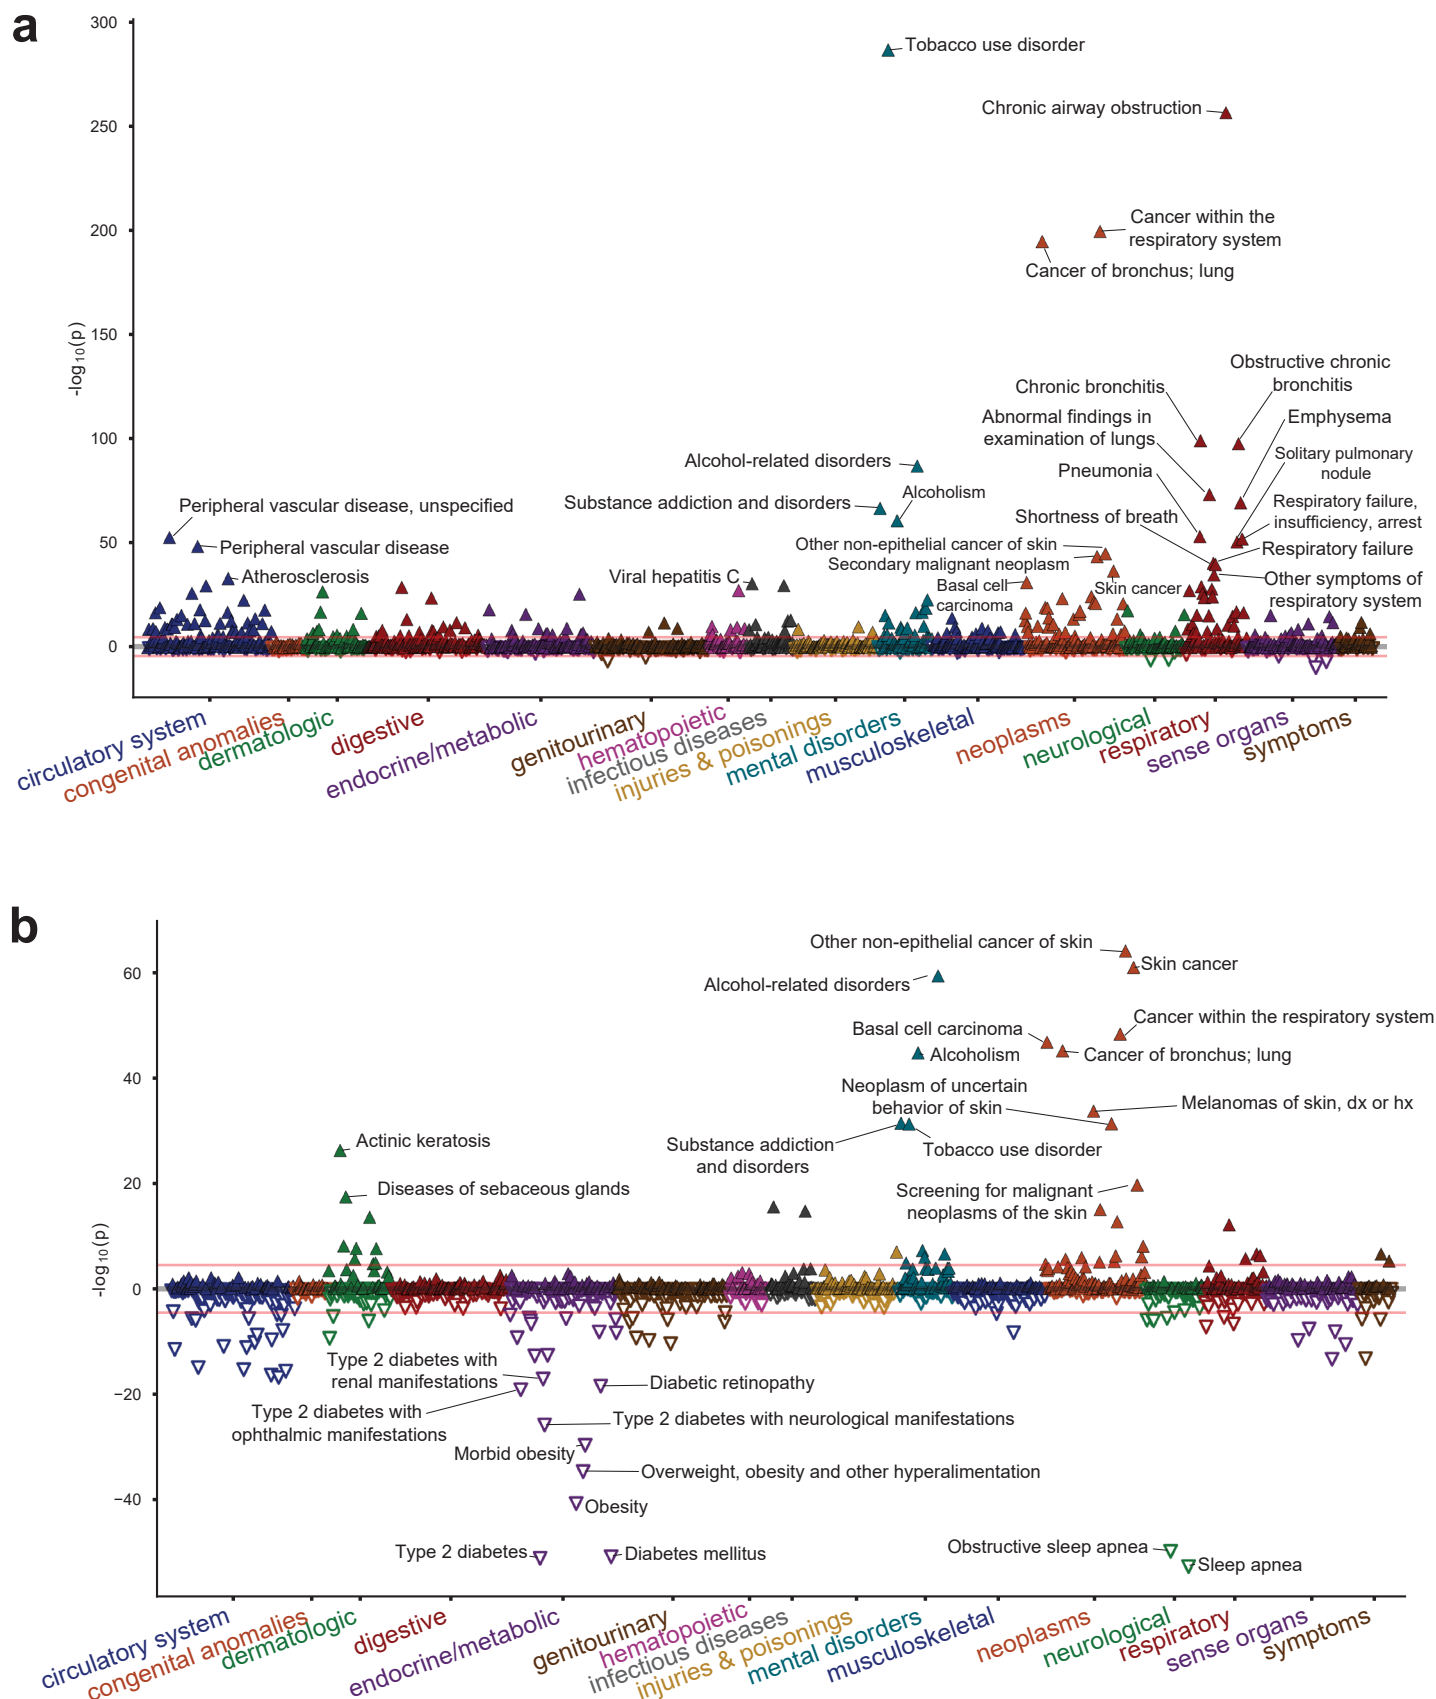 a
300
250
200
150
100
50
0
-log10(p)
Tobacco use disorder
Chronic airway obstruction
Cancer within the
respiratory system
Cancer of bronchus; lung
Obstructive chronic
bronchitis
Chronic bronchitis
Abnormal findings in
examination of lungs
Emphysema
Pneumonia
Solitary pulmonary
nodule
Alcohol-related disorders
Alcoholism
Substance addiction and disorders
Shortness of breath
Respiratory failure,
insufficiency, arrest
Peripheral vascular disease, unspecified
Peripheral vascular disease
Other non-epithelial cancer of skin
Secondary malignant neoplasm
Respiratory failure
Atherosclerosis
Viral hepatitis C
Basal cell
carcinoma
Skin cancer
Other symptoms of
respiratory system
circulatory system
congenital anomalies
dermatologic
digestive
endocrine/metabolic
genitourinary
hematopoietic
infectious diseases
injuries & poisonings
mental disorders
musculoskeletal
neoplasms
neurological
respiratory
sense organs
symptoms
b
60
40
20
0
−20
−40
-log10(p)
Other non-epithelial cancer of skin
Skin cancer
Alcohol-related disorders
Cancer within the respiratory system
Basal cell carcinoma
Alcoholism
Cancer of bronchus; lung
Neoplasm of uncertain
behavior of skin
Melanomas of skin, dx or hx
Substance addiction
and disorders
Tobacco use disorder
Actinic keratosis
Diseases of sebaceous glands
Screening for malignant
neoplasms of the skin
Type 2 diabetes with
renal manifestations
Diabetic retinopathy
Type 2 diabetes with
ophthalmic manifestations
Type 2 diabetes with neurological manifestations
Morbid obesity
Overweight, obesity and other hyperalimentation
Obesity
Type 2 diabetes
Diabetes mellitus
Obstructive sleep apnea
Sleep apnea
circulatory system
congenital anomalies
dermatologic
digestive
endocrine/metabolic
genitourinary
hematopoietic
infectious diseases
injuries & poisonings
mental disorders
musculoskeletal
neoplasms
neurological
respiratory
sense organs
symptoms